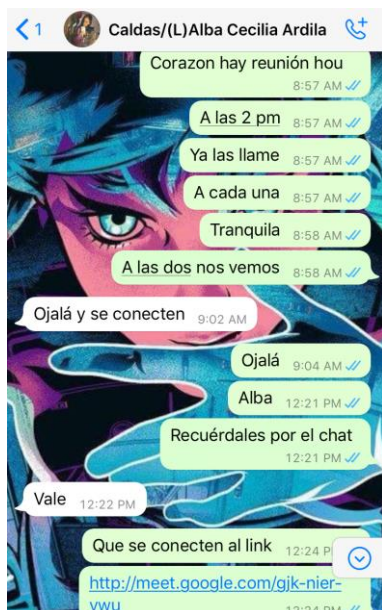 1
Caldas/(L)Alba Cecilia Ardila
Corazon hay reunión hou
8:57 AM
A las 2 pm 8:57 AM
Ya las llame 8:57 AM
A cada una 8:57 AM
Tranquila 8:58 AM
A las dos nos vemos 8:58 AM
Ojalá y se conecten 9:02 AM
Ojalá 9:04 AM
Alba 12:21 PM
Recuérdales por el chat
12:21 PM
Vale 12:22 PM
Que se conecten al link 12:24 P
http://meet.google.com/gjk-nier-
vwu 12:24 PM